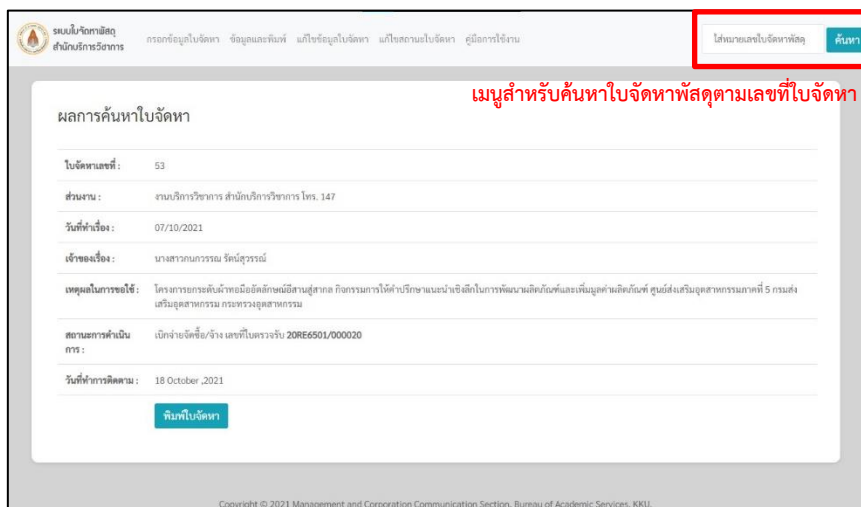 ระบบใบจัดหาพัสดุ
สำนักบริการวิชาการ
กรอกข้อมูลใบจัดหา ข้อมูลและพิมพ์ แก้ไขข้อมูลใบจัดหา แก้ไขสถานะใบจัดหา คู่มือการใช้งาน
ใส่หมายเลขใบจัดหาพัสดุ ค้นหา
เมนูสำหรับค้นหาใบจัดหาพัสดุตามเลขที่ใบจัดหา
ผลการค้นหาใบจัดหา
ใบจัดหาเลขที่ : 53
ส่วนงาน : งานบริการวิชาการ สำนักบริการวิชาการ โทร. 147
วันที่ทำเรื่อง : 07/10/2021
เจ้าของเรื่อง : นางสาวกนกวรรณ รัตน์สุวรรณ์
เหตุผลในการขอใช้ : โครงการยกระดับผ้าทอมืออัตลักษณ์อีสานสู่สากล กิจกรรมการให้คำปรึกษาแนะนำเชิงลึกในการพัฒนาผลิตภัณฑ์และเพิ่มมูลค่าผลิตภัณฑ์ ศูนย์ส่งเสริมอุตสาหกรรมภาคที่ 5 กรมส่ง
เสริมอุตสาหกรรม กระทรวงอุตสาหกรรม
สถานะการดำเนิน เบิกจ่ายจัดซื้อ/จ้าง เลขที่ใบตรวจรับ 20RE6501/000020
การ :
วันที่ทำการติดตาม : 18 October ,2021
พิมพ์ใบจัดหา
Copyright © 2021 Management and Corporation Communication Section, Bureau of Academic Services, KKU.